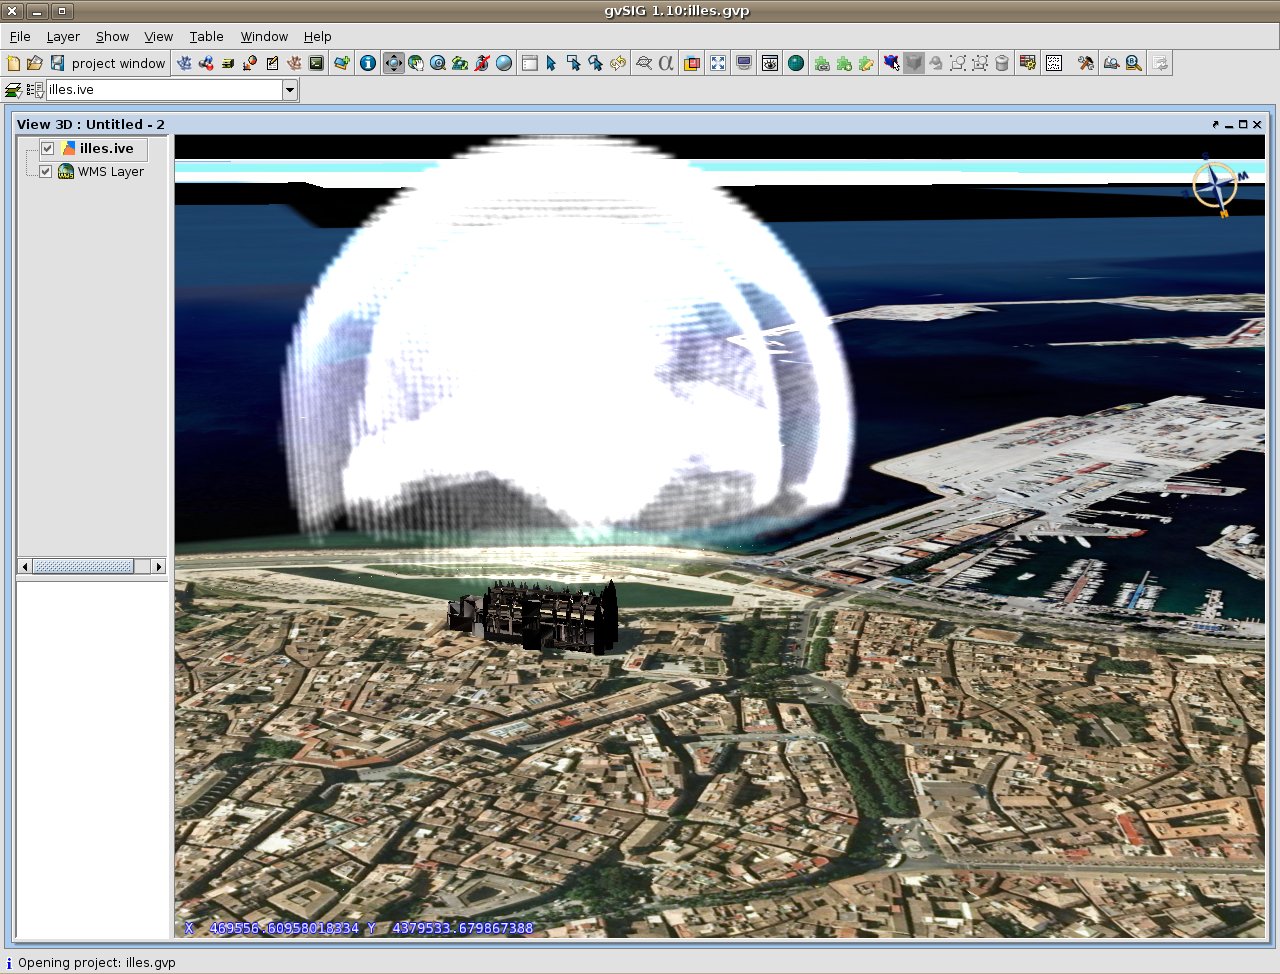 gvSIG 1.10:illes.gvp
File Layer Show View Table Window Help
project window
illes.ive
View 3D : Untitled - 2
illes.ive
WMS Layer
X 469556.60958018334 Y 4379533.679867388
Opening project: illes.gvp